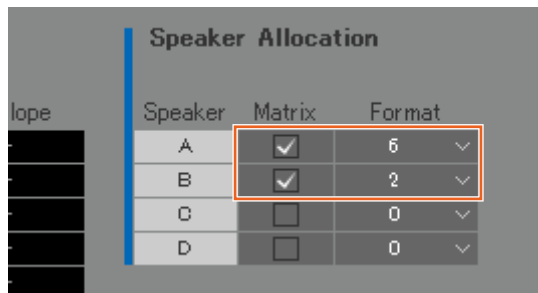 Speaker Allocation
lope Speaker Matrix Format
A 6
B 2
C 0
D 0